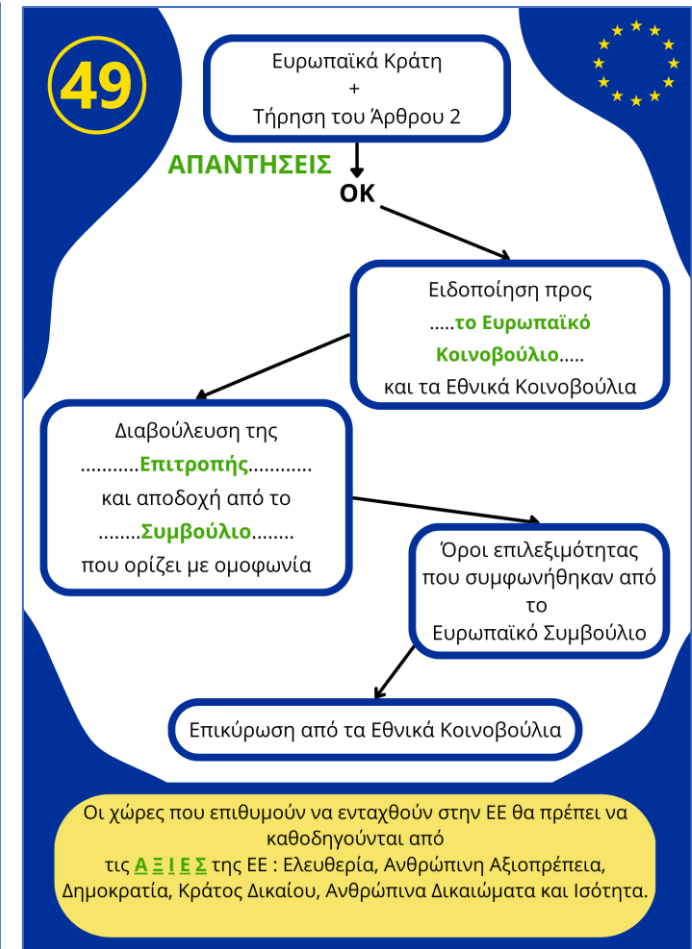 49
Ευρωπαϊκά Κράτη
+
Τήρηση του Άρθρου 2
ΑΠΑΝΤΗΣΕΙΣ
OK
Ειδοποίηση προς
.....το Ευρωπαϊκό
Κοινοβούλιο.....
και τα Εθνικά Κοινοβούλια
Διαβούλευση της
...........Επιτροπής............
και αποδοχή από το
........Συμβούλιο........
που ορίζει με ομοφωνία
Όροι επιλεξιμότητας
που συμφωνήθηκαν από
το
Ευρωπαϊκό Συμβούλιο
Επικύρωση από τα Εθνικά Κοινοβούλια
Οι χώρες που επιθυμούν να ενταχθούν στην ΕΕ θα πρέπει να
καθοδηγούνται από
τις Α Ξ Ι Ε Σ της ΕΕ : Ελευθερία, Ανθρώπινη Αξιοπρέπεια,
Δημοκρατία, Κράτος Δικαίου, Ανθρώπινα Δικαιώματα και Ισότητα.